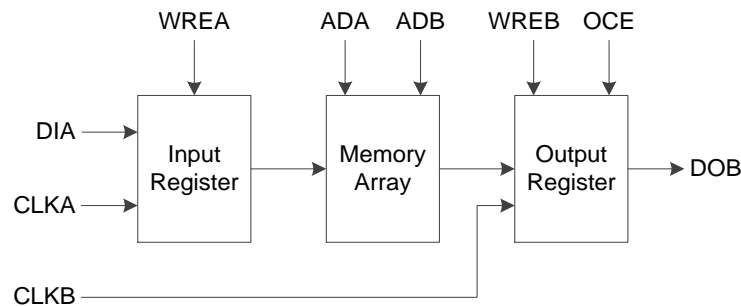 WREA
ADA
ADB
WREB
OCE
DIA
Input
Register
Memory
Array
Output
Register
DOB
CLKA
CLKB